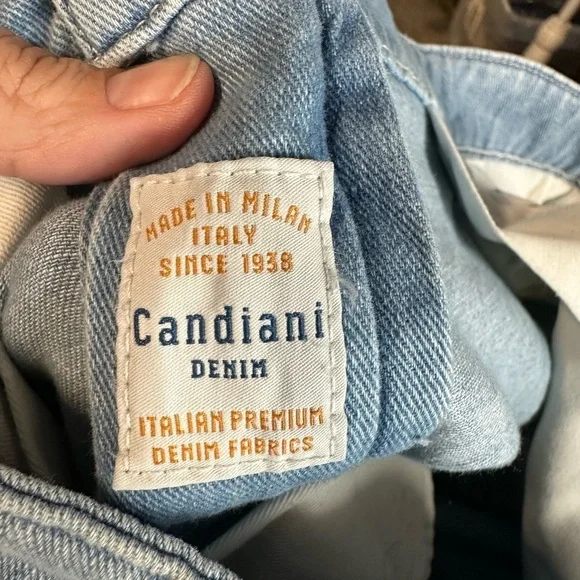 MADE IN MILAN
ITALY
SINCE 1938
Candiani
DENIM
ITALIAN PREMIUM
DENIM FABRICS